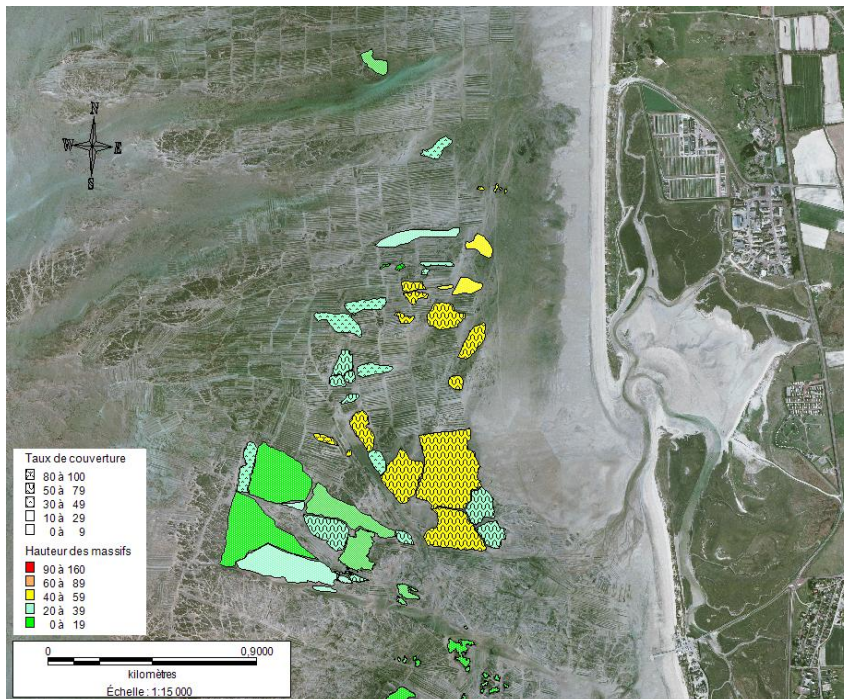 N
W E
S
Taux de couverture
80 à 100
50 à 79
30 à 49
10 à 29
0 à 9
Hauteur des massifs
90 à 160
60 à 89
40 à 59
20 à 39
0 à 19
0 0,9000
kilomètres
Échelle : 1:15 000